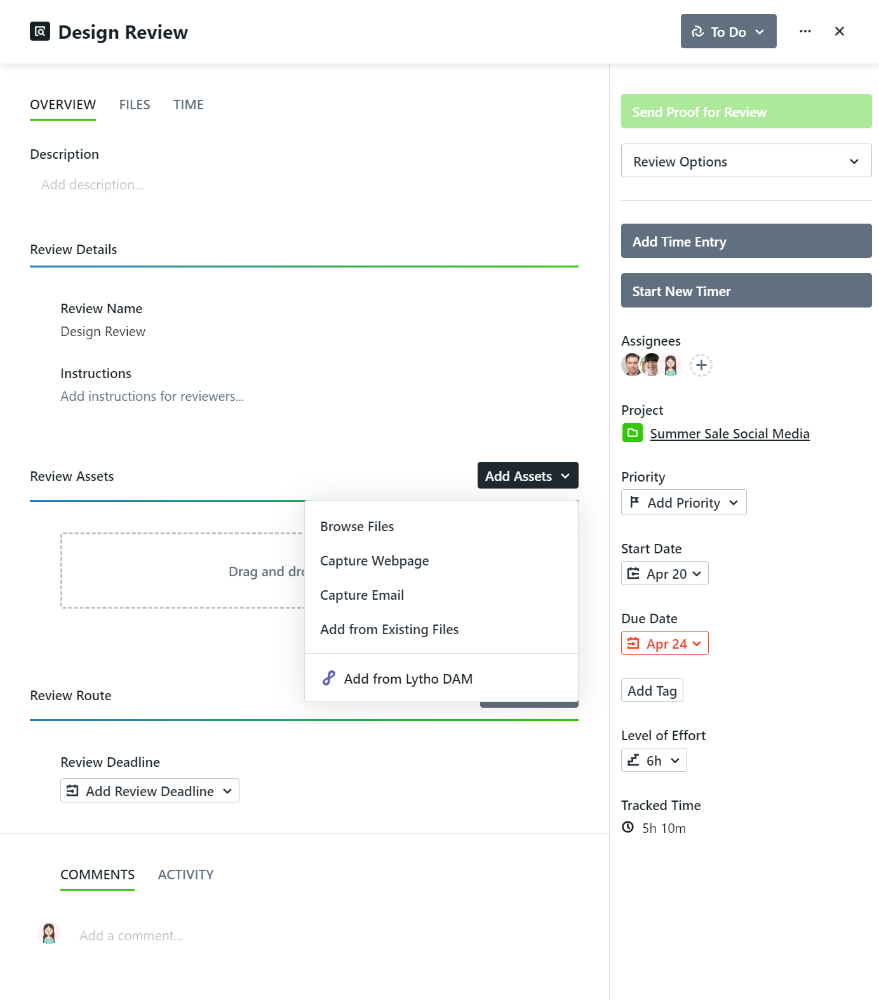 Design Review
To Do
OVERVIEW FILES TIME
Description
Add description...
Review Details
Review Name
Design Review
Instructions
Add instructions for reviewers...
Review Assets
Add Assets
Browse Files
Capture Webpage
Capture Email
Add from Existing Files
Add from Lytho DAM
Drag and
Review Route
Review Deadline
Add Review Deadline
COMMENTS ACTIVITY
Add a comment...
Send Proof for Review
Review Options
Add Time Entry
Start New Timer
Assignees
Project
Summer Sale Social Media
Priority
Add Priority
Start Date
Apr 20
Due Date
Apr 24
Add Tag
Level of Effort
6h
Tracked Time
5h 10m